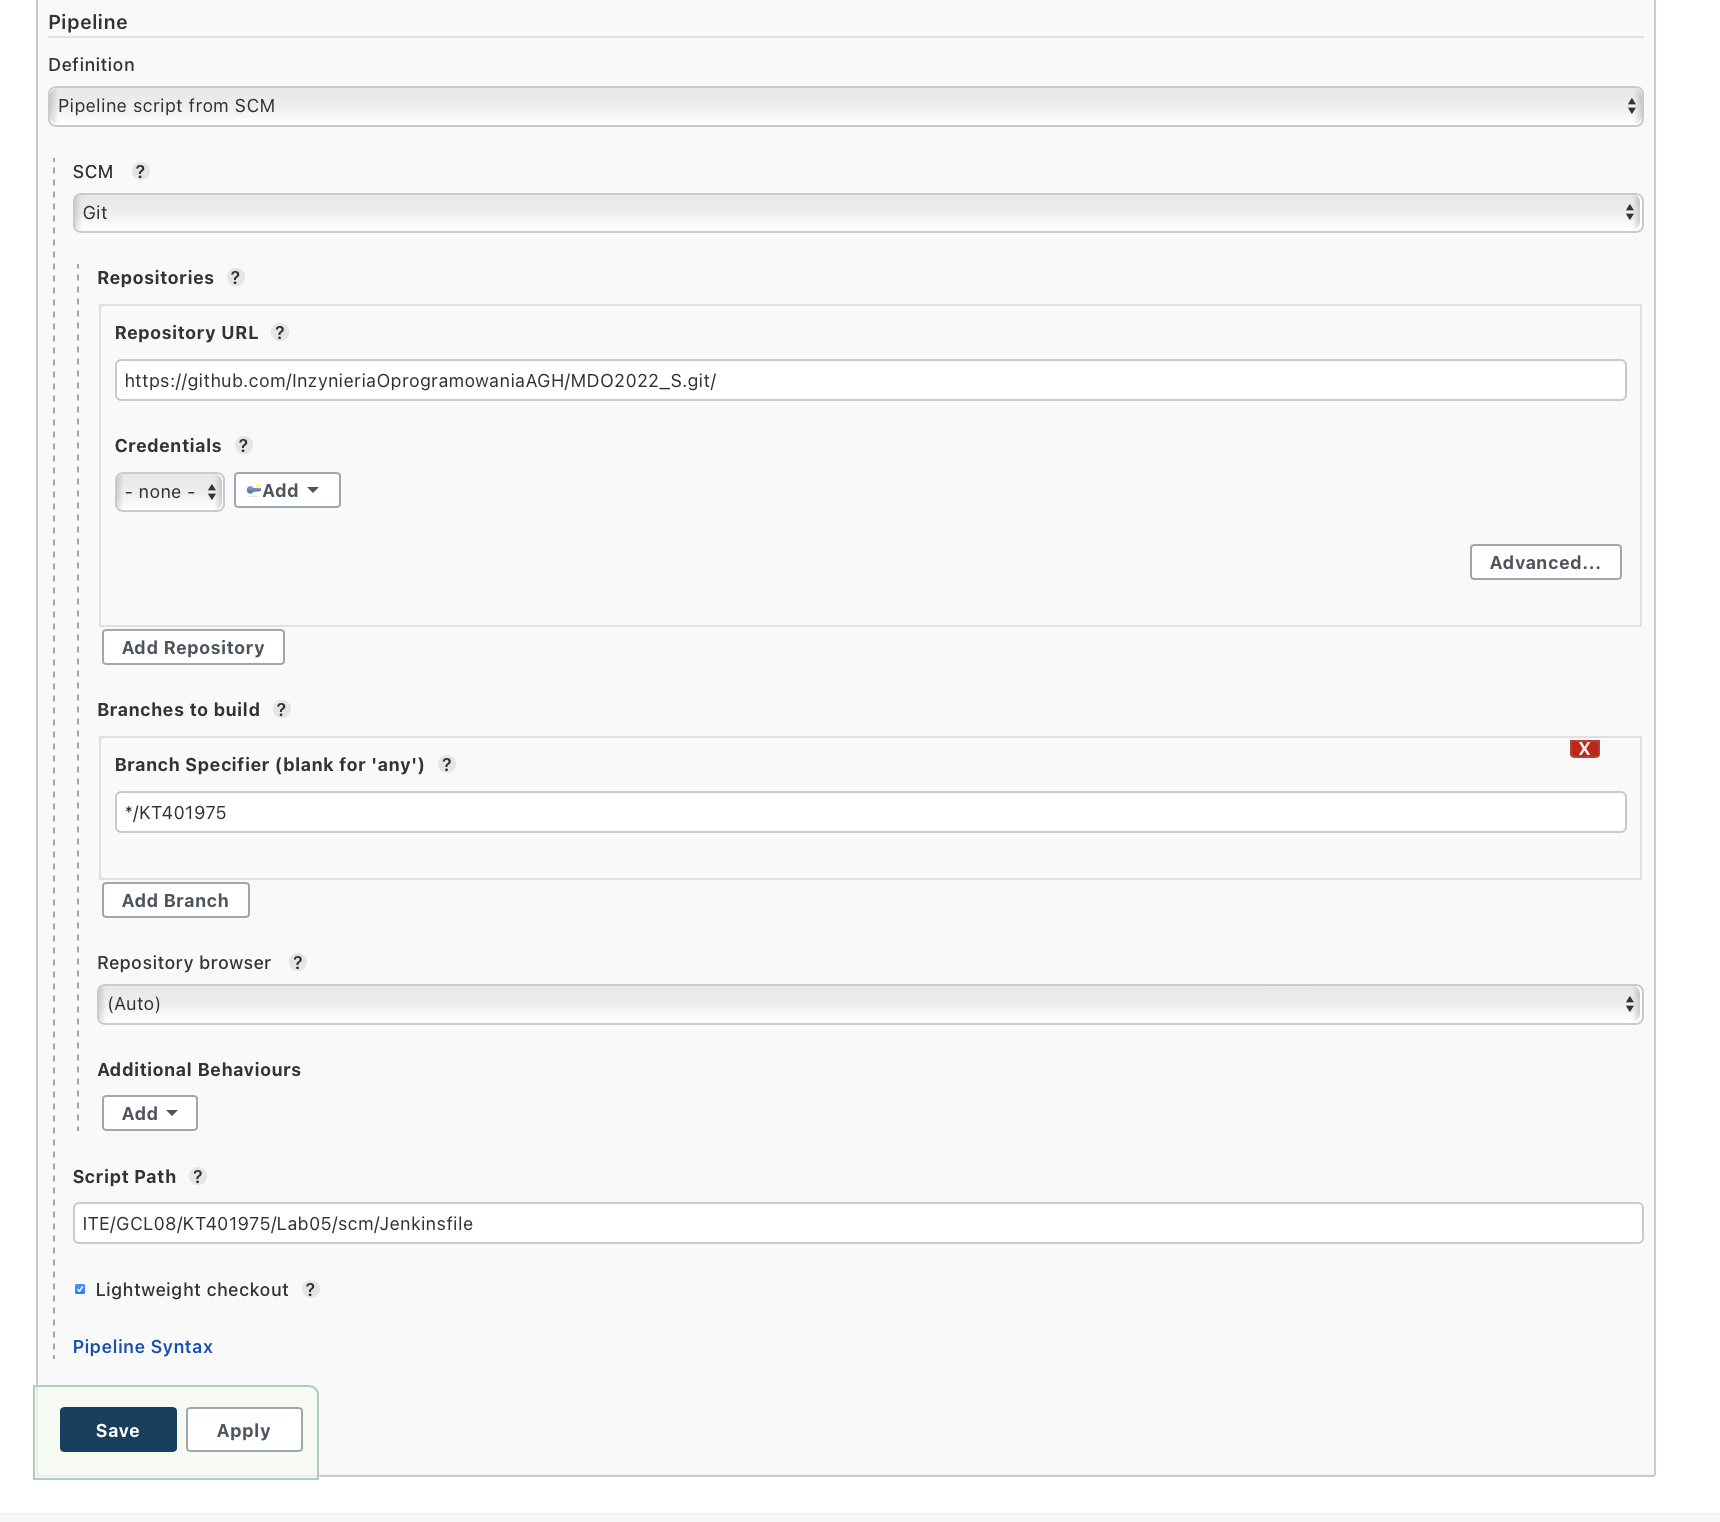 Pipeline
Definition
Pipeline script from SCM
SCM ?
Git
Repositories ?
Repository URL ?
https://github.com/InzynieriaOprogramowaniaAGH/MDO2022_S.git/
Credentials ?
- none - Add
Advanced...
Add Repository
Branches to build ?
X
Branch Specifier (blank for 'any') ?
*/KT401975
Add Branch
Repository browser ?
(Auto)
Additional Behaviours
Add
Script Path ?
ITE/GCL08/KT401975/Lab05/scm/Jenkinsfile
Lightweight checkout ?
Pipeline Syntax
Save Apply